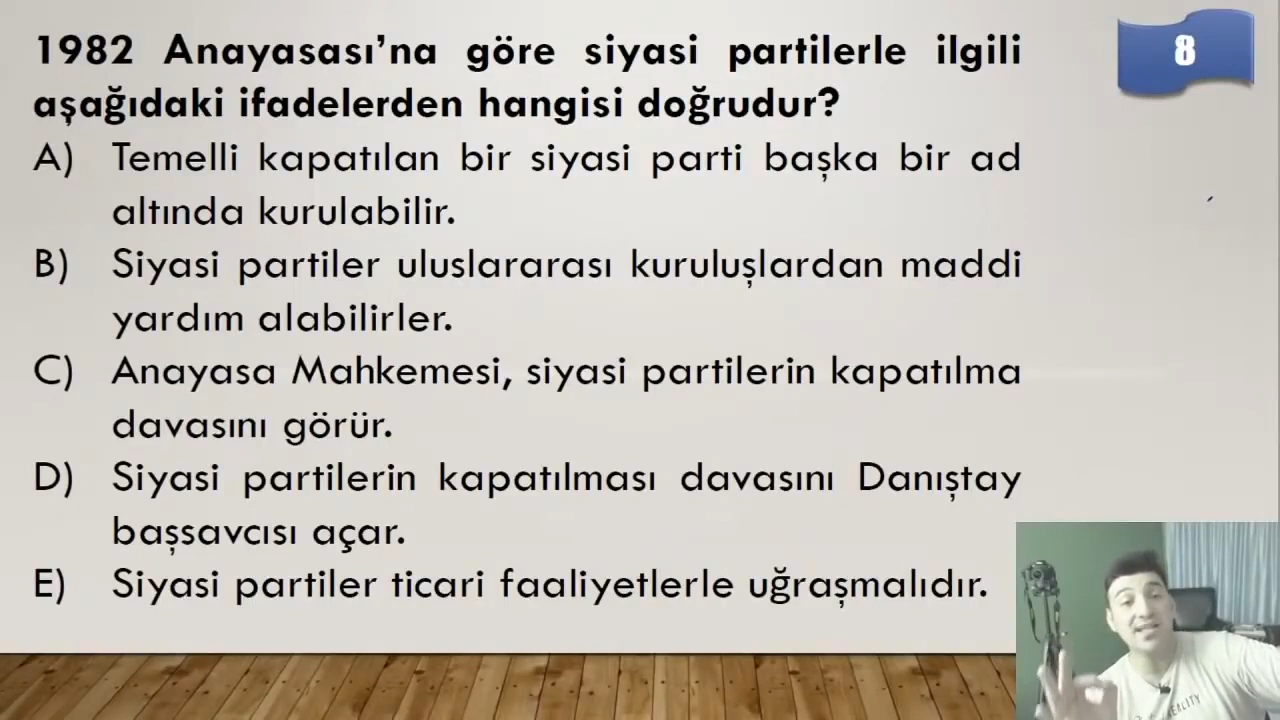 1982 Anayasası’na göre siyasi partilerle ilgili
aşağıdaki ifadelerden hangisi doğrudur?
8
A) Temelli kapatılan bir siyasi parti başka bir ad
altında kurulabilir.
B) Siyasi partiler uluslararası kuruluşlardan maddi
yardım alabilirler.
C) Anayasa Mahkemesi, siyasi partilerin kapatılma
davasını görür.
D) Siyasi partilerin kapatılması davasını Danıştay
başsavcısı açar.
E) Siyasi partiler ticari faaliyetlerle uğraşmalıdır.